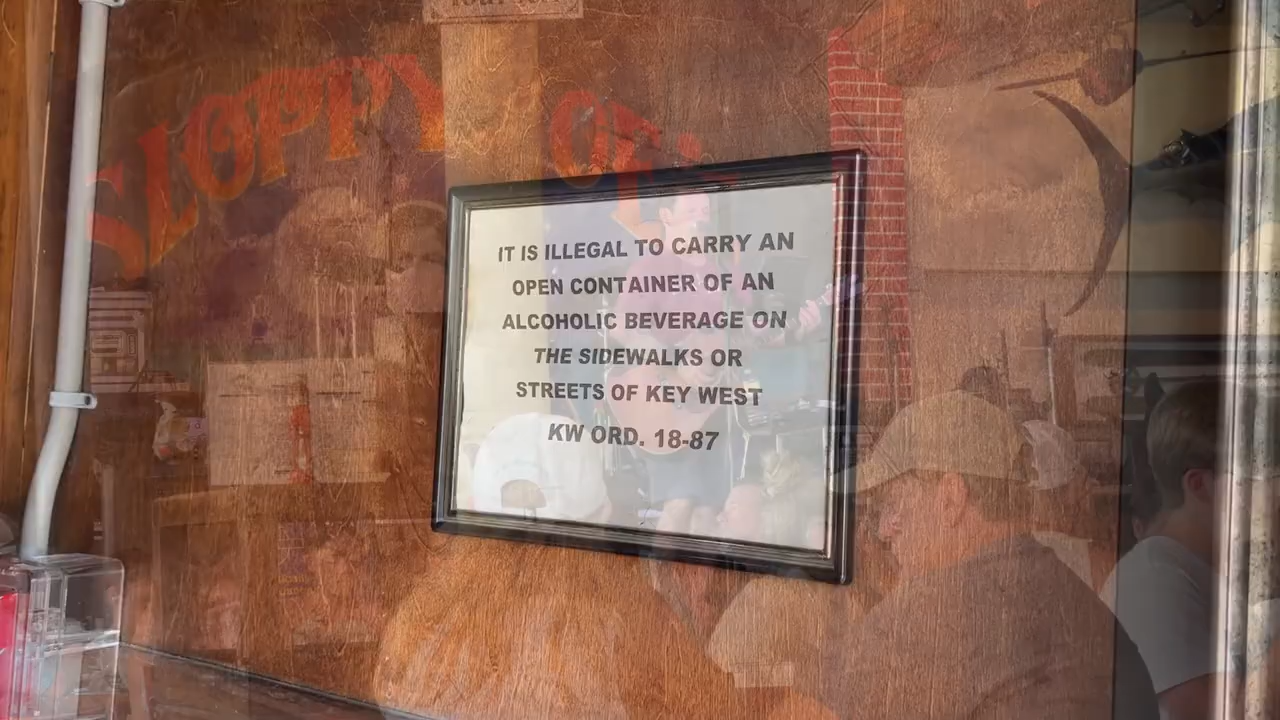 SLOPPY
IT IS ILLEGAL TO CARRY AN
OPEN CONTAINER OF AN
ALCOHOLIC BEVERAGE ON
THE SIDEWALKS OR
STREETS OF KEY WEST
KW ORD. 18-87